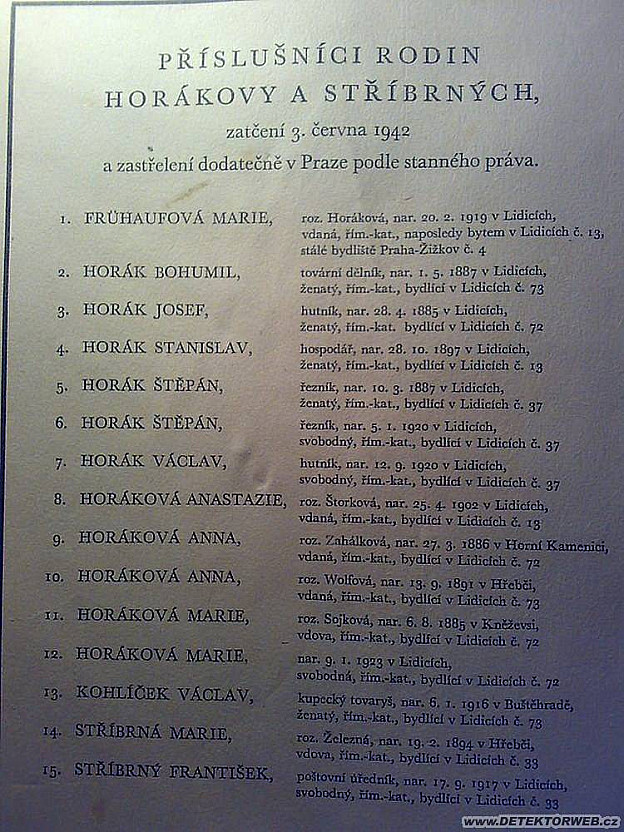 PŘÍSLUŠNÍCI RODIN
HORÁKOVY A STŘÍBRNÝCH,
zatčení 3. června 1942
a zastřelení dodatečně v Praze podle stanného práva.
1. FRÜHAUFOVÁ MARIE, roz. Horáková, nar. 20. 2. 1919 v Lidicích,
vdaná, řím.-kat., naposledy bytem v Lidicích č. 13,
stálé bydliště Praha-Žižkov č. 4
2. HORÁK BOHUMIL, tovární dělník, nar. 1. 5. 1887 v Lidicích,
ženatý, řím.-kat., bydlící v Lidicích č. 73
3. HORÁK JOSEF, hutník, nar. 28. 4. 1885 v Lidicích,
ženatý, řím.-kat. bydlící v Lidicích č. 72
4. HORÁK STANISLAV, hospodář, nar. 28. 10. 1897 v Lidicích,
ženatý, řím.-kat., bydlící v Lidicích č. 13
5. HORÁK ŠTĚPÁN, řezník, nar. 10. 3. 1887 v Lidicích,
ženatý, řím.-kat., bydlící v Lidicích č. 37
6. HORÁK ŠTĚPÁN, řezník, nar. 5. 1. 1920 v Lidicích,
svobodný, řím.-kat., bydlící v Lidicích č. 37
7. HORÁK VÁCLAV, hutník, nar. 12. 9. 1920 v Lidicích,
svobodný, řím.-kat., bydlící v Lidicích č. 37
8. HORÁKOVÁ ANASTAZIE, roz. Štorková, nar. 25. 4. 1902 v Lidicích,
vdaná, řím.-kat., bydlící v Lidicích č. 13
9. HORÁKOVÁ ANNA, roz. Zahálková, nar. 27. 3. 1886 v Horní Kamenici,
vdaná, řím.-kat., bydlící v Lidicích č. 72
10. HORÁKOVÁ ANNA, roz. Wolfová, nar. 13. 9. 1891 v Hřebči,
vdaná, řím.-kat., bydlící v Lidicích č. 73
11. HORÁKOVÁ MARIE, roz. Sojková, nar. 6. 8. 1885 v Kněževsi,
vdova, řím.-kat., bydlící v Lidicích č. 72
12. HORÁKOVÁ MARIE, nar. 9. 1. 1923 v Lidicích,
svobodná, řím.-kat., bydlící v Lidicích č. 72
13. KOHLÍČEK VÁCLAV, kupecký tovaryš, nar. 6. 1. 1916 v Buštěhradě,
ženatý, řím.-kat., bydlící v Lidicích č. 73
14. STŘÍBRNÁ MARIE, roz. Železná, nar. 19. 2. 1894 v Hřebči,
vdova, řím.-kat., bydlící v Lidicích č. 33
15. STŘÍBRNÝ FRANTIŠEK, poštovní úředník, nar. 17. 9. 1917 v Lidicích,
svobodný, řím.-kat., bydlící v Lidicích č. 33
www.DETEKTORWEB.cz